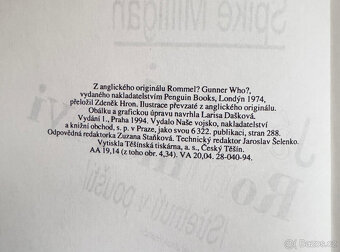 Spike Milligan
Z anglického originálu Rommel? Gunner Who?,
vydaného nakladatelstvím Penguin Books, Londýn 1974,
přeložil Zdeněk Hron. Ilustrace převzaté z anglického originálu.
Obálku a grafickou úpravu navrhla Larisa Dašková.
Vydání 1., Praha 1994. Vydalo Naše vojsko, nakladatelství
a knižní obchod, s. p. v Praze, jako svou 6 322. publikaci, stran 288.
Odpovědná redaktorka Zuzana Staňková. Technický redaktor Jaroslav Selenko.
Vytiskla Těšínská tiskárna, a. s., Český Těšín.
AA 19,14 (z toho obr. 4,34). VA 20,04. 28-040-94.